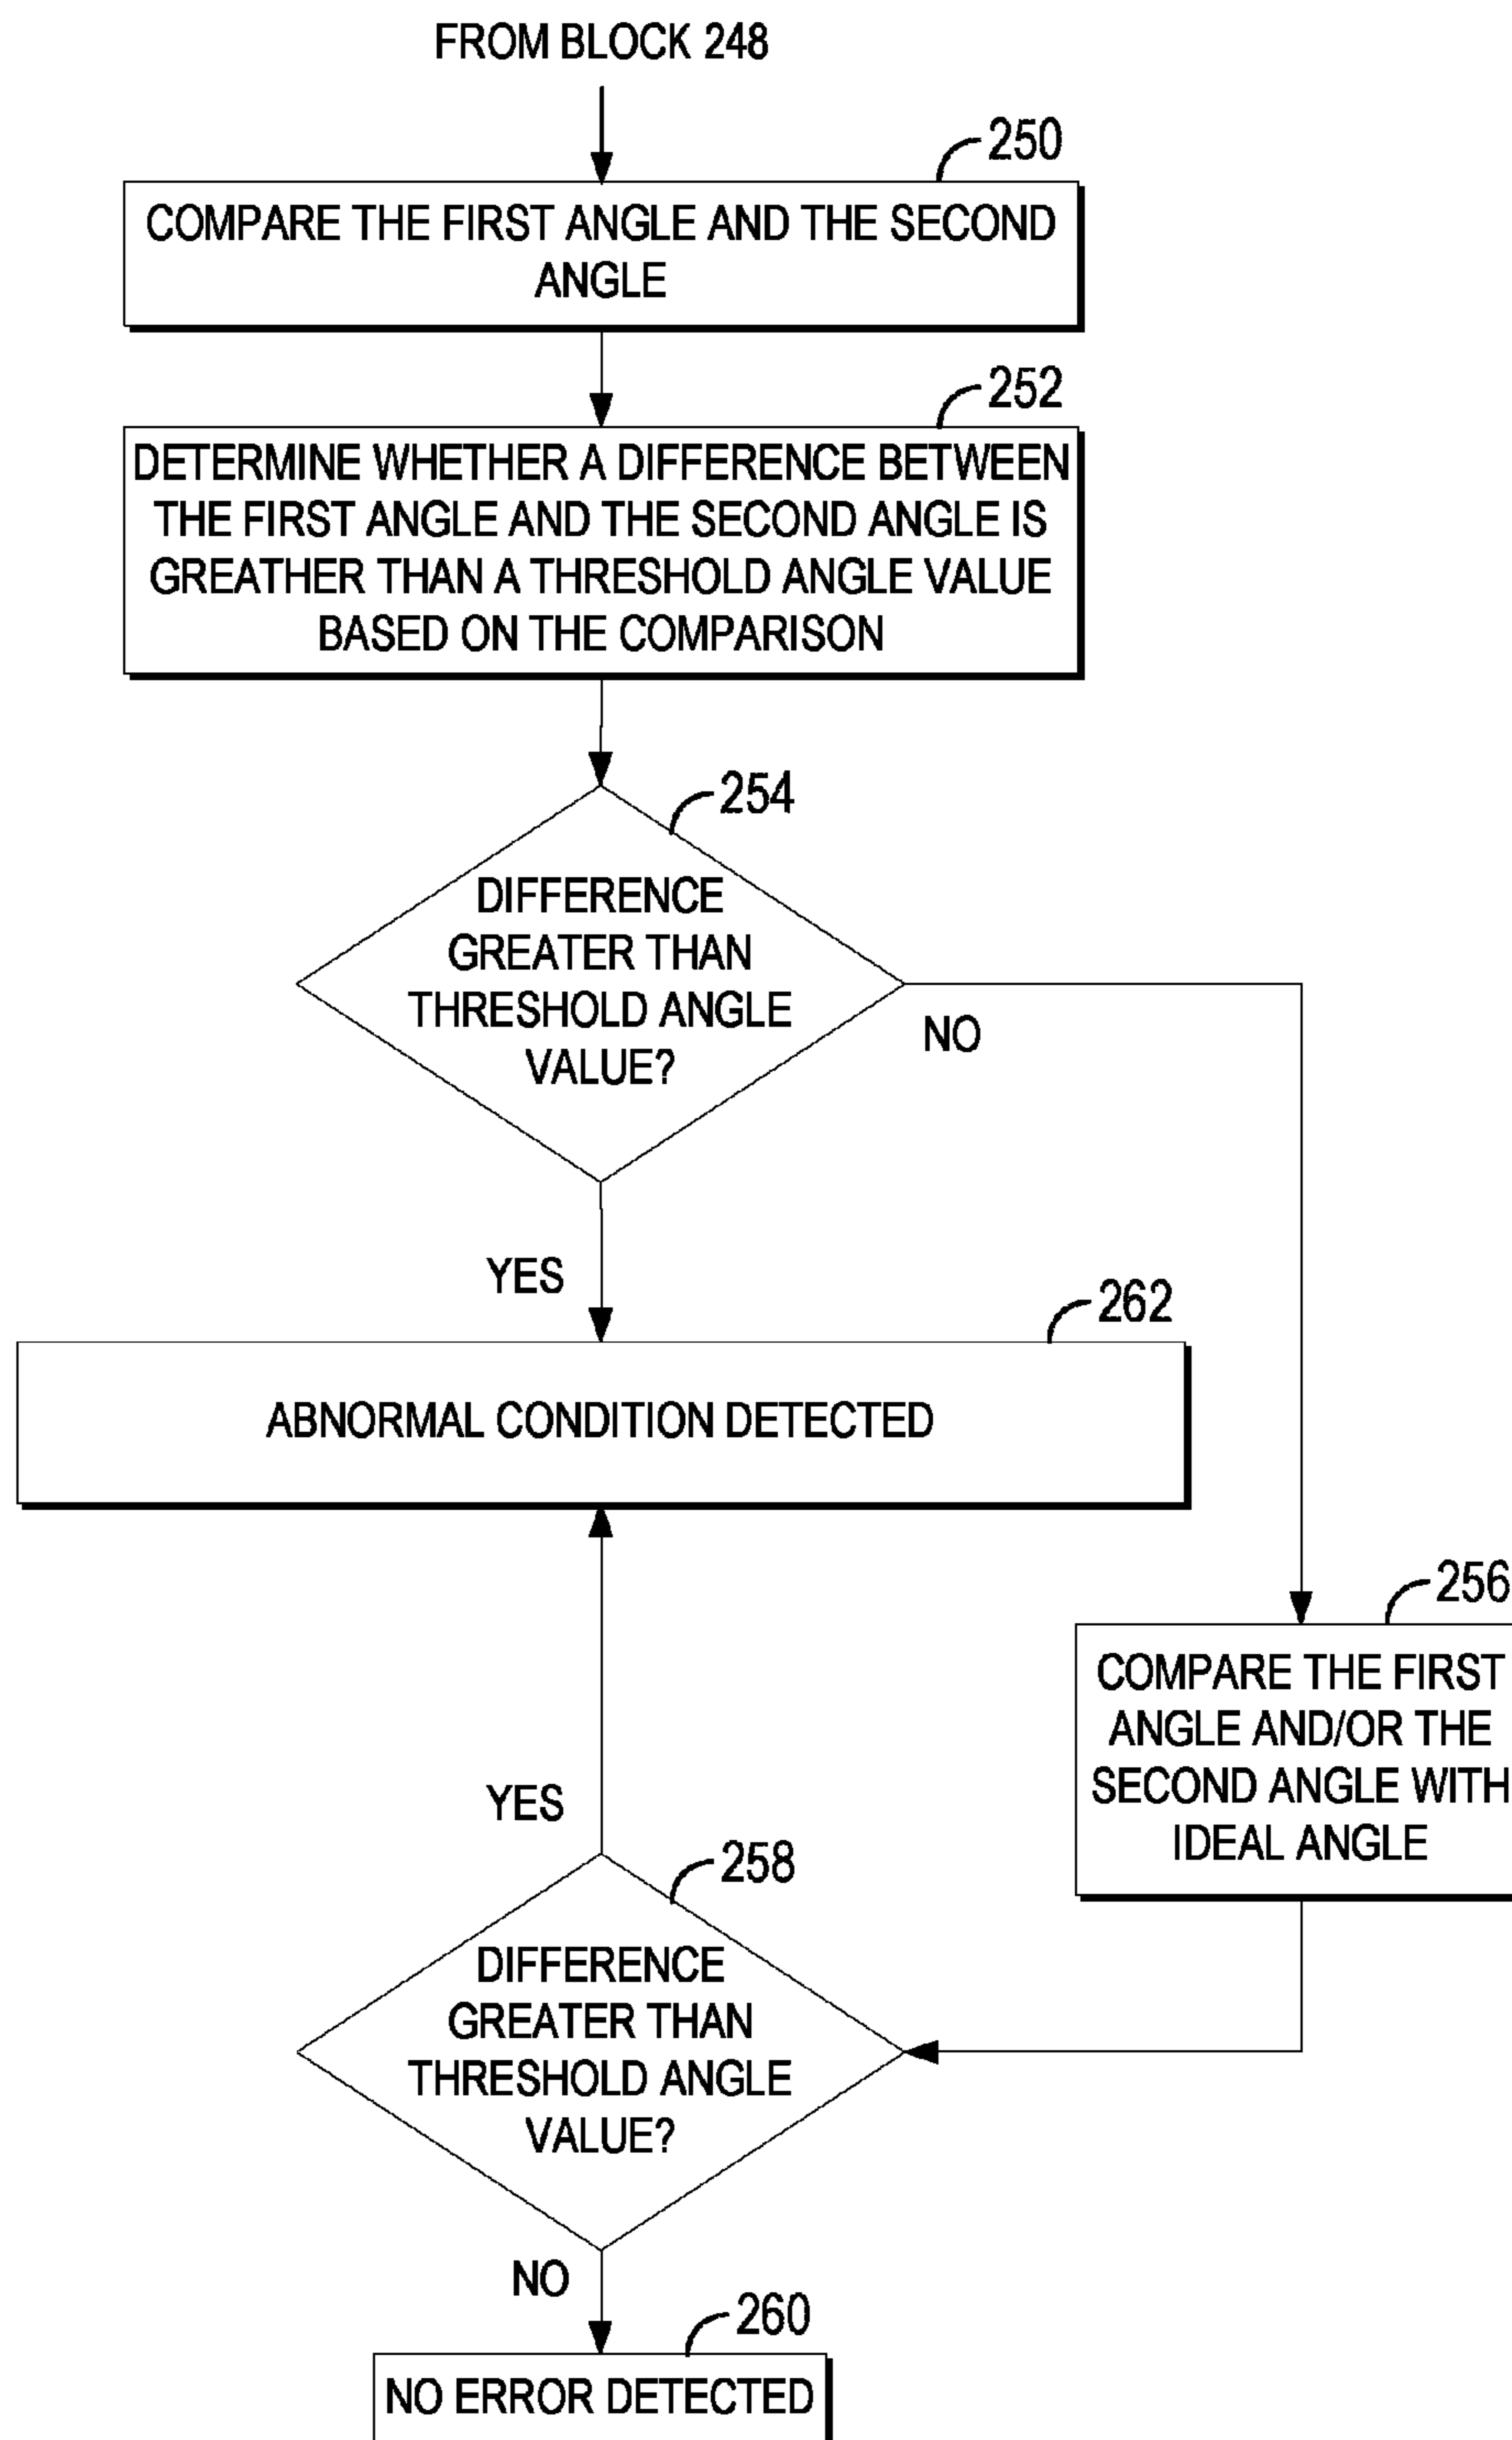 FROM BLOCK 248
250
COMPARE THE FIRST ANGLE AND THE SECOND
ANGLE
252
DETERMINE WHETHER A DIFFERENCE BETWEEN
THE FIRST ANGLE AND THE SECOND ANGLE IS
GREATHER THAN A THRESHOLD ANGLE VALUE
BASED ON THE COMPARISON
254
DIFFERENCE
GREATER THAN
THRESHOLD ANGLE
VALUE?
NO
YES
262
ABNORMAL CONDITION DETECTED
256
COMPARE THE FIRST
ANGLE AND/OR THE
SECOND ANGLE WITH
IDEAL ANGLE
YES
258
DIFFERENCE
GREATER THAN
THRESHOLD ANGLE
VALUE?
NO
260
NO ERROR DETECTED